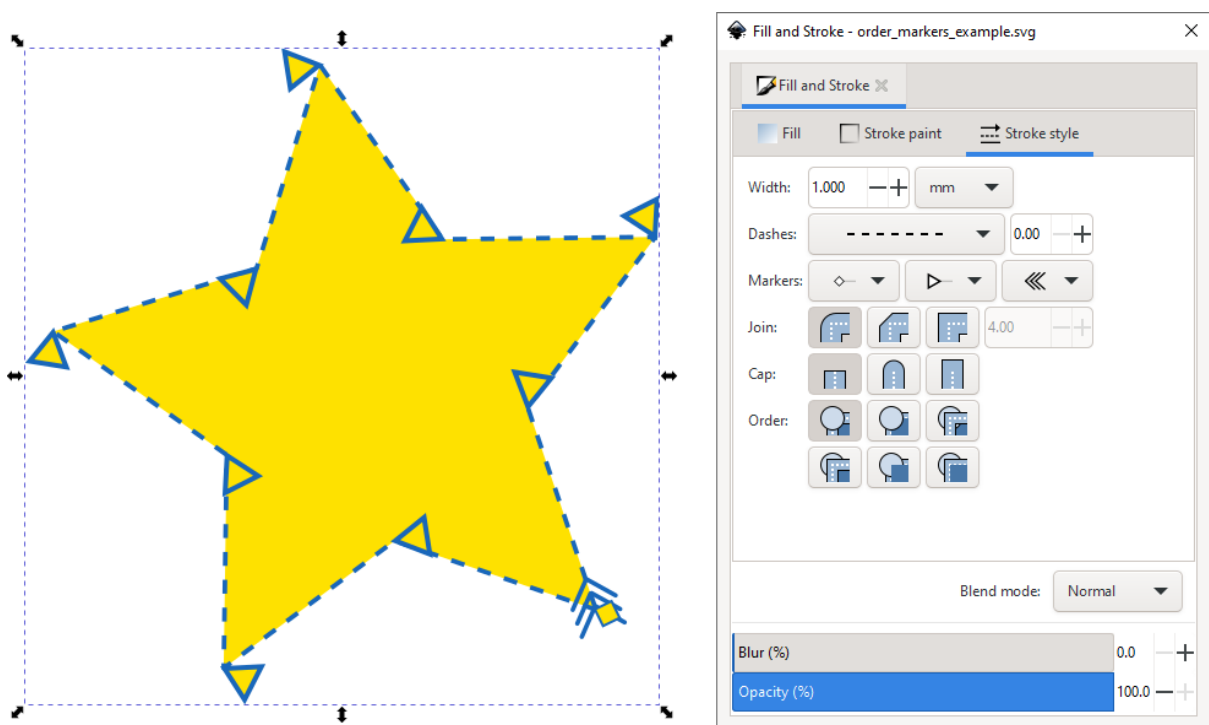 Fill and Stroke - order_markers_example.svg
Fill and Stroke
Fill Stroke paint Stroke style
Width: 1.000 mm
Dashes: 0.00
Markers:
Join: 4.00
Cap:
Order:
Blend mode: Normal
Blur (%) 0.0
Opacity (%) 100.0